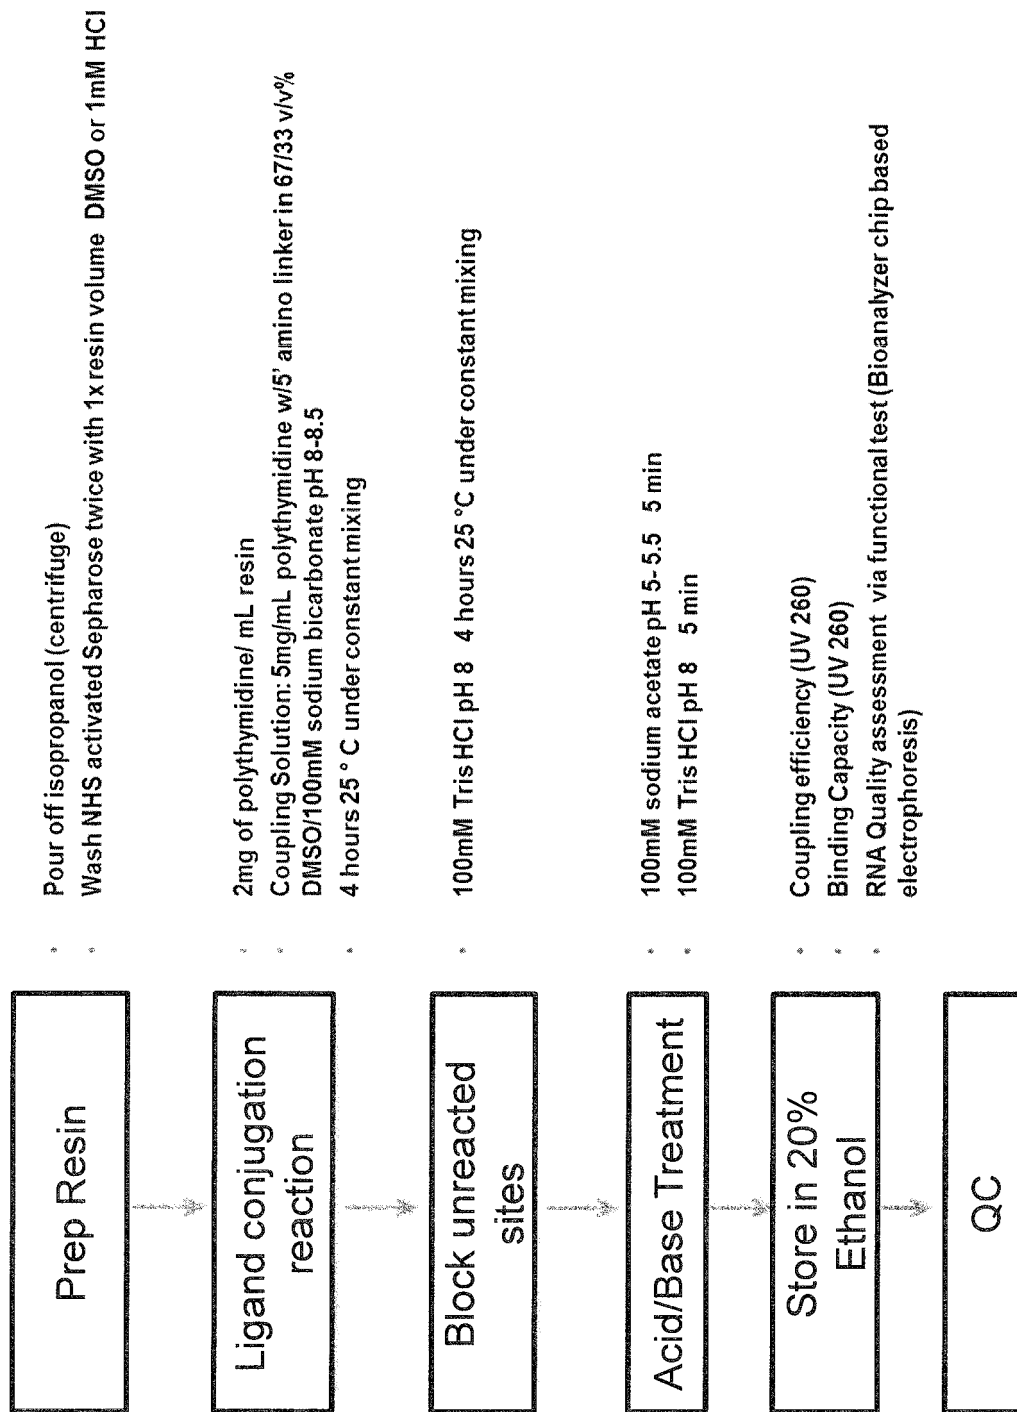 Prep Resin
Pour off isopropanol (centrifuge)
Wash NHS activated Sepharose twice with 1x resin volume DMSO or 1mM HCl
Ligand conjugation
reaction
2mg of polythymidine/ mL resin
Coupling Solution: 5mg/mL polythymidine w/5' amino linker in 67/33 v/v%
DMSO/100mM sodium bicarbonate pH 8-8.5
4 hours 25 ° C under constant mixing
Block unreacted
sites
100mM Tris HCl pH 8 4 hours 25 °C under constant mixing
Acid/Base Treatment
100mM sodium acetate pH 5- 5.5 5 min
100mM Tris HCl pH 8 5 min
Store in 20%
Ethanol
Coupling efficiency (UV 260)
Binding Capacity (UV 260)
RNA Quality assessment via functional test (Bioanalyzer chip based
electrophoresis)
QC